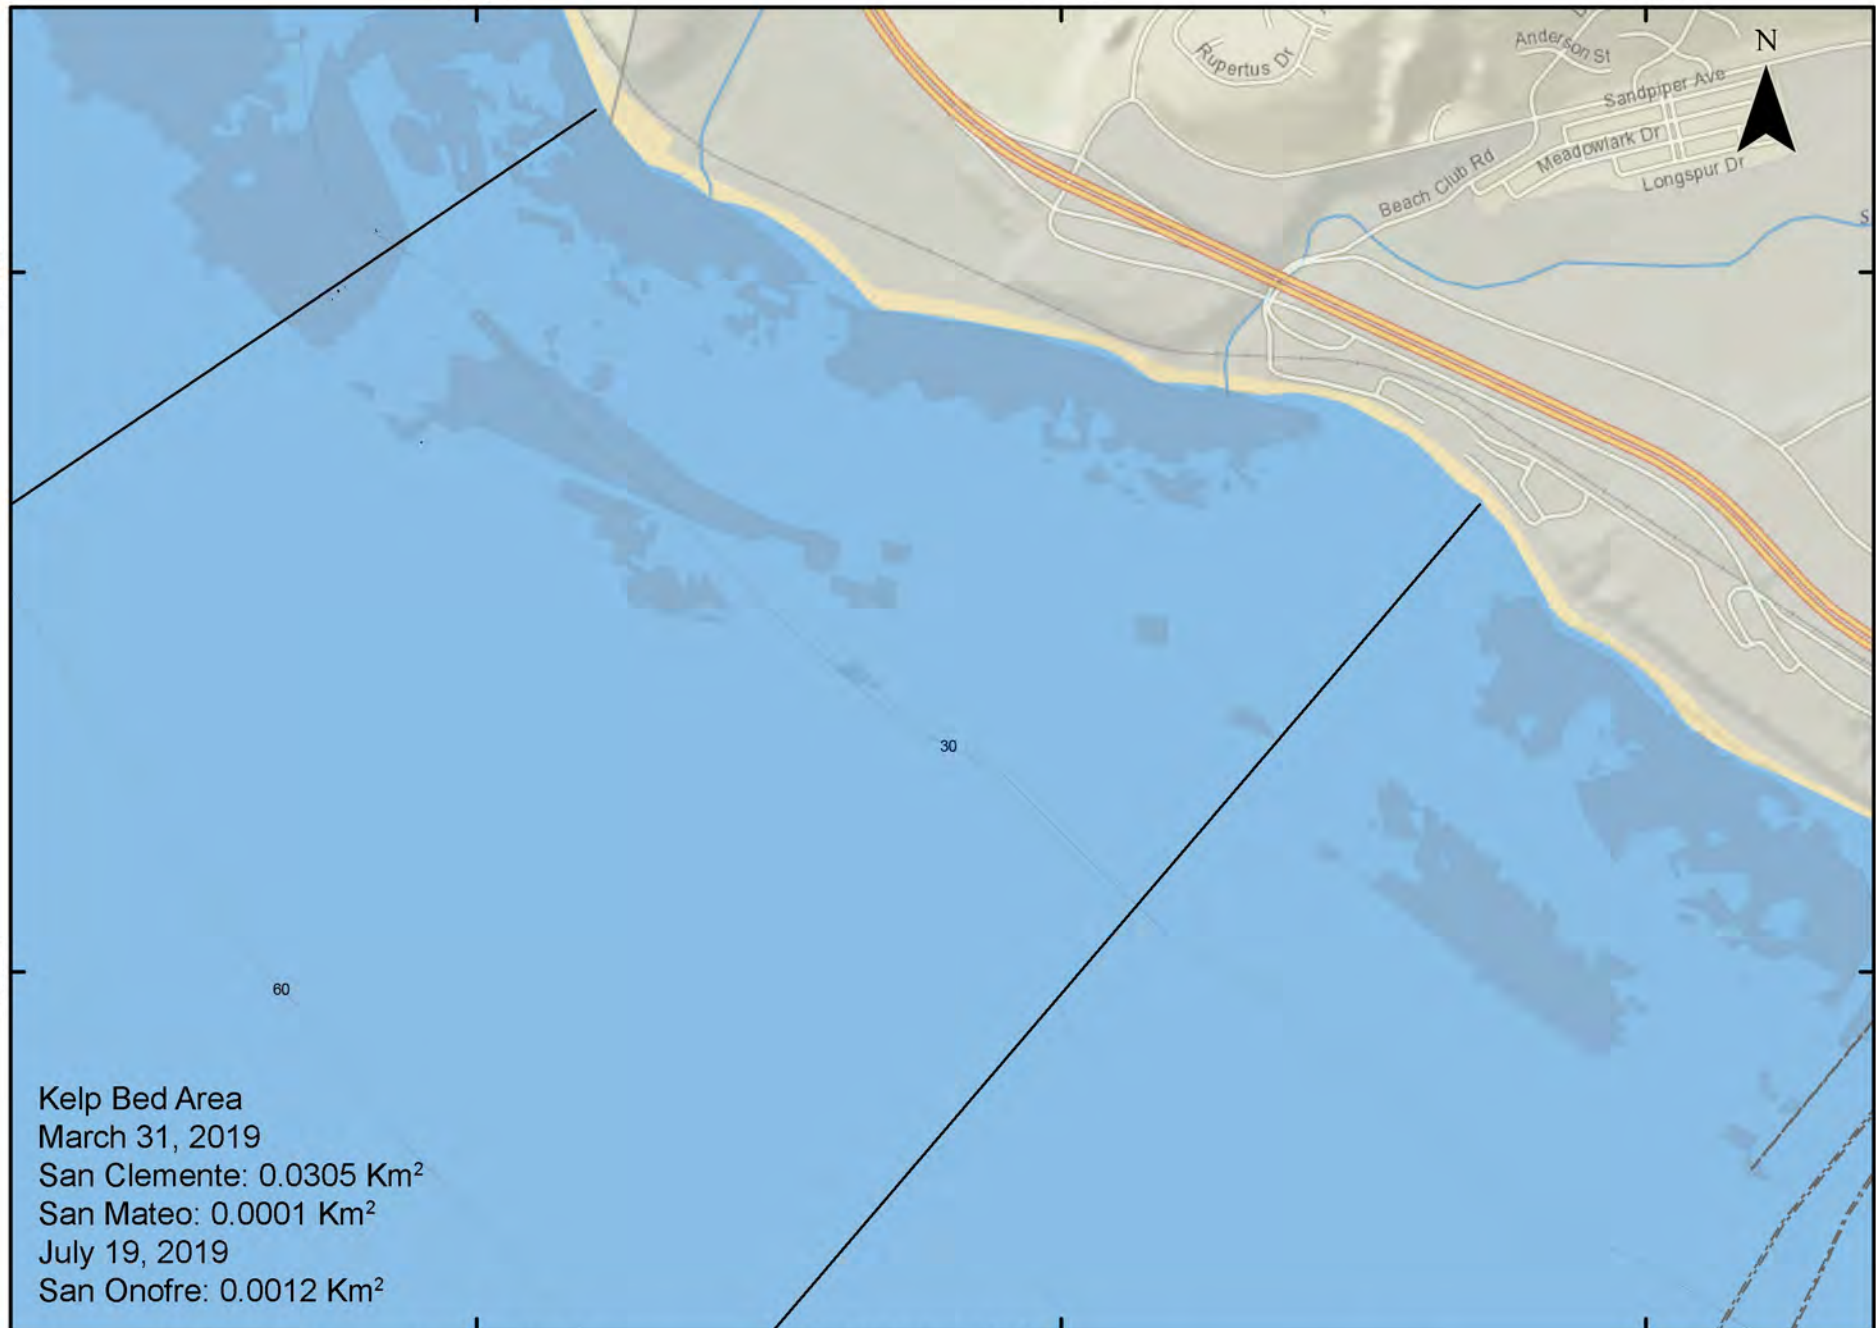 Anderson St
N
Rupertus Dr
Sandpiper Ave
Meadowlark Dr
Beach Club Rd
Longspur Dr
S
30
60
Kelp Bed Area
March 31, 2019
San Clemente: 0.0305 Km²
San Mateo: 0.0001 Km²
July 19, 2019
San Onofre: 0.0012 Km²